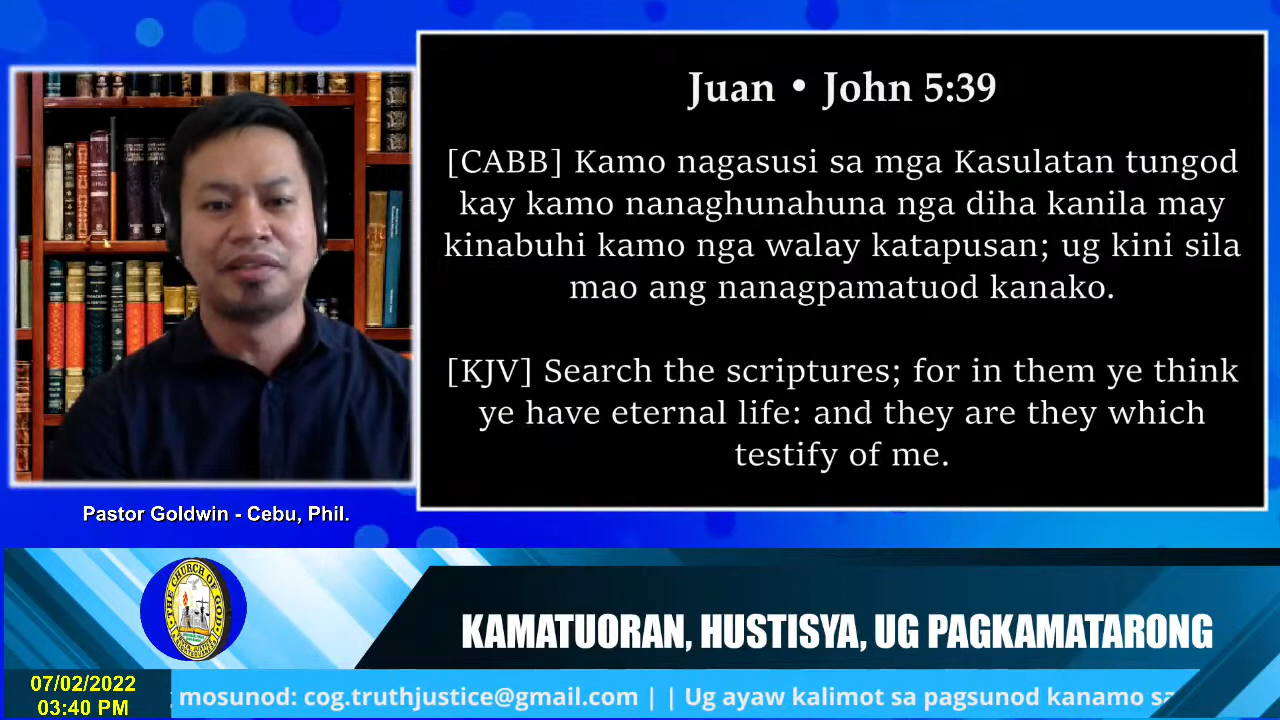 Juan • John 5:39
[CABB] Kamo nagasusi sa mga Kasulatan tungod
kay kamo nanaghunahuna nga diha kanila may
kinabuhi kamo nga walay katapusan; ug kini sila
mao ang nanagpamatuod kanako.
[KJV] Search the scriptures; for in them ye think
ye have eternal life: and they are they which
testify of me.
Pastor Goldwin - Cebu, Phil.
THE CHURCH OF GOD
KAMATUORAN, HUSTISYA, UG PAGKAMATARONG
07/02/2022
03:40 PM
mosunod: cog.truthjustice@gmail.com | | Ug ayaw kalimot sa pagsunod kanamo sa